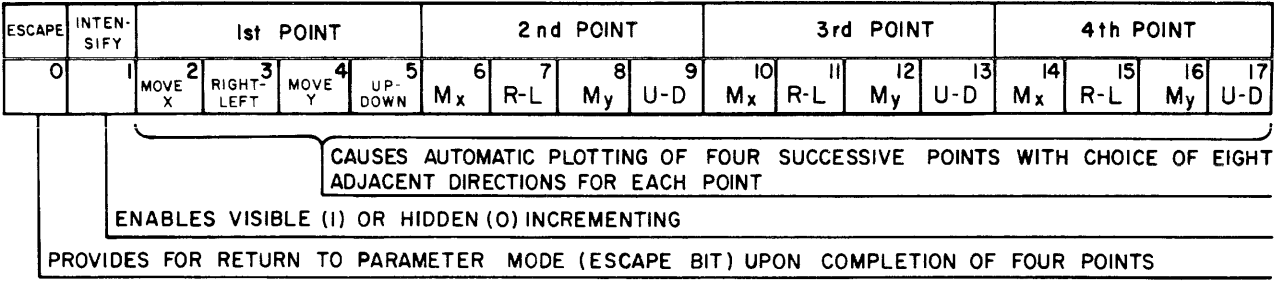 ESCAPE INTEN-SIFY 1st POINT 2nd POINT 3rd POINT 4th POINT
0 1 2 3 4 5 6 7 8 9 10 11 12 13 14 15 16 17
MOVE X RIGHT-LEFT MOVE Y UP-DOWN Mx R-L My U-D Mx R-L My U-D Mx R-L My U-D
CAUSES AUTOMATIC PLOTTING OF FOUR SUCCESSIVE POINTS WITH CHOICE OF EIGHT
ADJACENT DIRECTIONS FOR EACH POINT
ENABLES VISIBLE (1) OR HIDDEN (0) INCREMENTING
PROVIDES FOR RETURN TO PARAMETER MODE (ESCAPE BIT) UPON COMPLETION OF FOUR POINTS